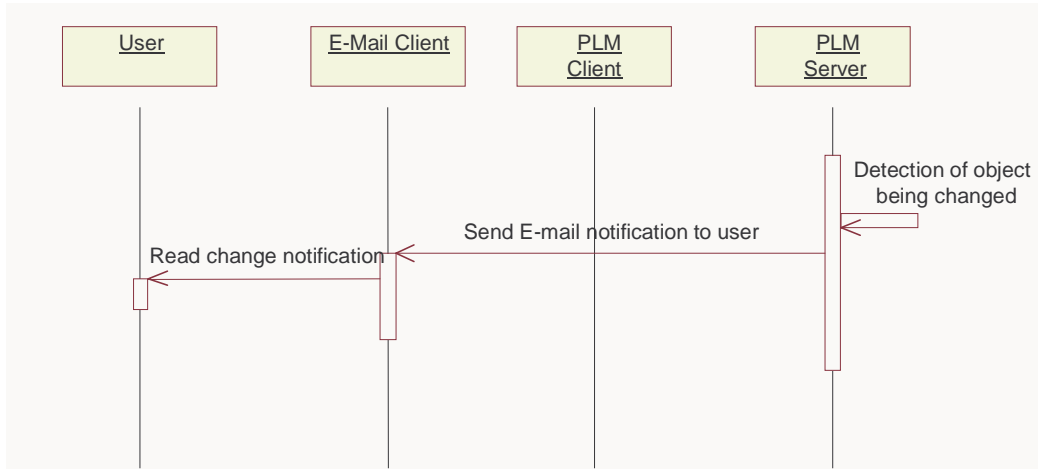 User
E-Mail Client
PLM
Client
PLM
Server
Detection of object
being changed
Send E-mail notification to user
Read change notification